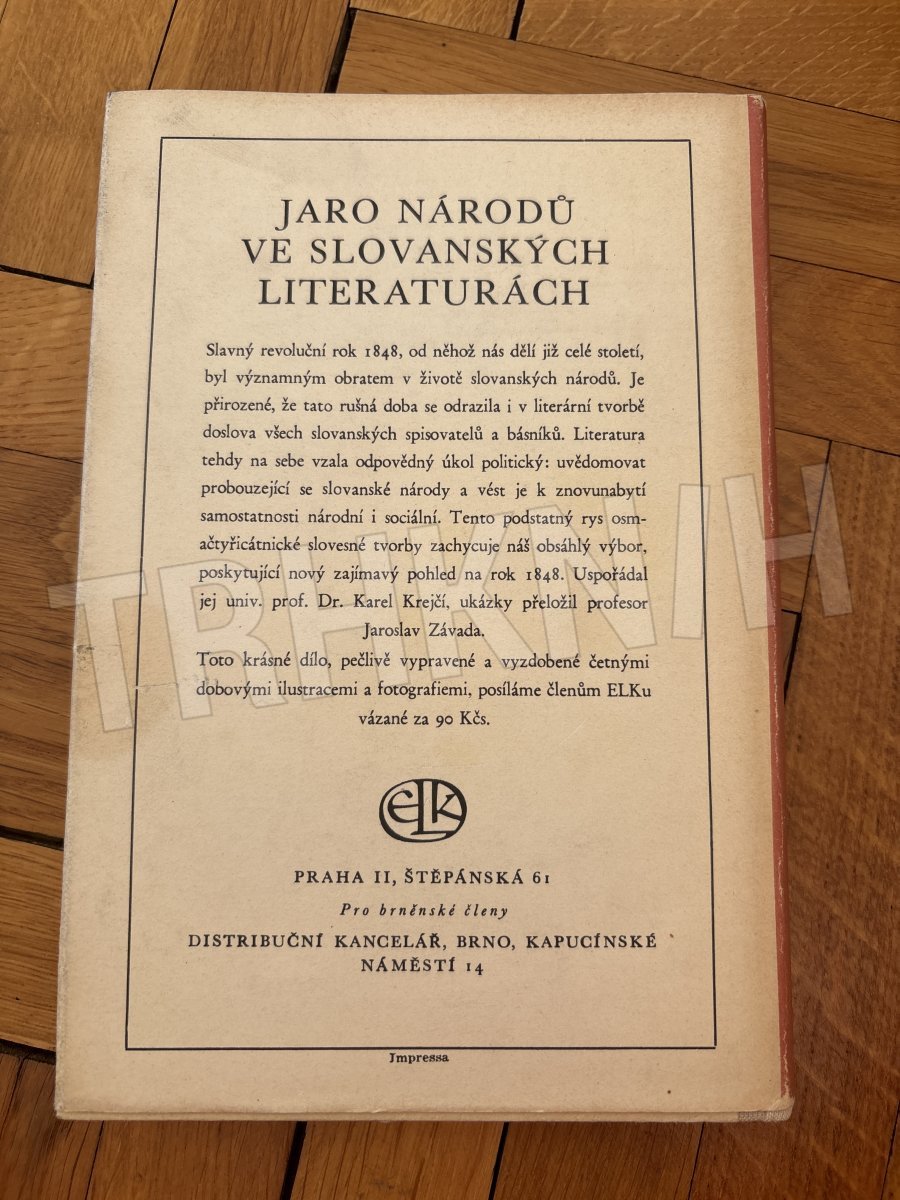 JARO NÁRODŮ
VE SLOVANSKÝCH
LITERATURÁCH
Slavný revoluční rok 1848, od něhož nás dělí již celé století,
byl významným obratem v životě slovanských národů. Je
přirozené, že tato rušná doba se odrazila i v literární tvorbě
doslova všech slovanských spisovatelů a básníků. Literatura
tehdy na sebe vzala odpovědný úkol politický: uvědomovat
probouzející se slovanské národy a vést je k znovunabytí
samostatnosti národní i sociální. Tento podstatný rys osm-
ačtyřicátnické slovesné tvorby zachycuje náš obsáhlý výbor,
poskytující nový zajímavý pohled na rok 1848. Uspořádal
jej univ. prof. Dr. Karel Krejčí, ukázky přeložil profesor
Jaroslav Závada.
Toto krásné dílo, pečlivě vypravené a vyzdobené četnými
dobovými ilustracemi a fotografiemi, posíláme členům ELKu
vázané za 90 Kčs.
ELK
PRAHA II, ŠTĚPÁNSKÁ 61
Pro brněnské členy
DISTRIBUČNÍ KANCELÁŘ, BRNO, KAPUCÍNSKÉ
NÁMĚSTÍ 14
Impressa
TRHKNIH